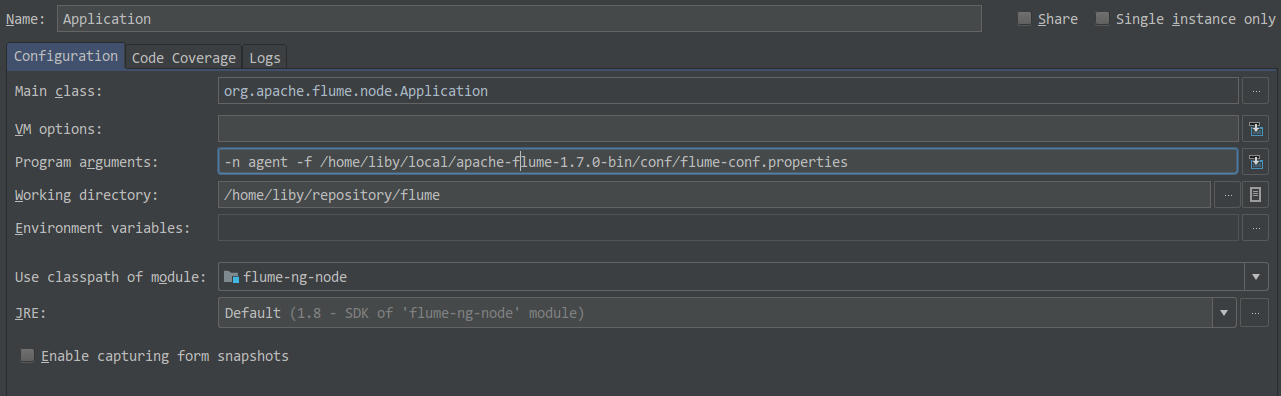 Name: Application Share Single instance only
Configuration Code Coverage Logs
Main class: org.apache.flume.node.Application ...
VM options:
Program arguments: -n agent -f /home/liby/local/apache-flume-1.7.0-bin/conf/flume-conf.properties
Working directory: /home/liby/repository/flume ...
Environment variables: ...
Use classpath of module: flume-ng-node
JRE: Default (1.8 - SDK of 'flume-ng-node' module) ...
Enable capturing form snapshots